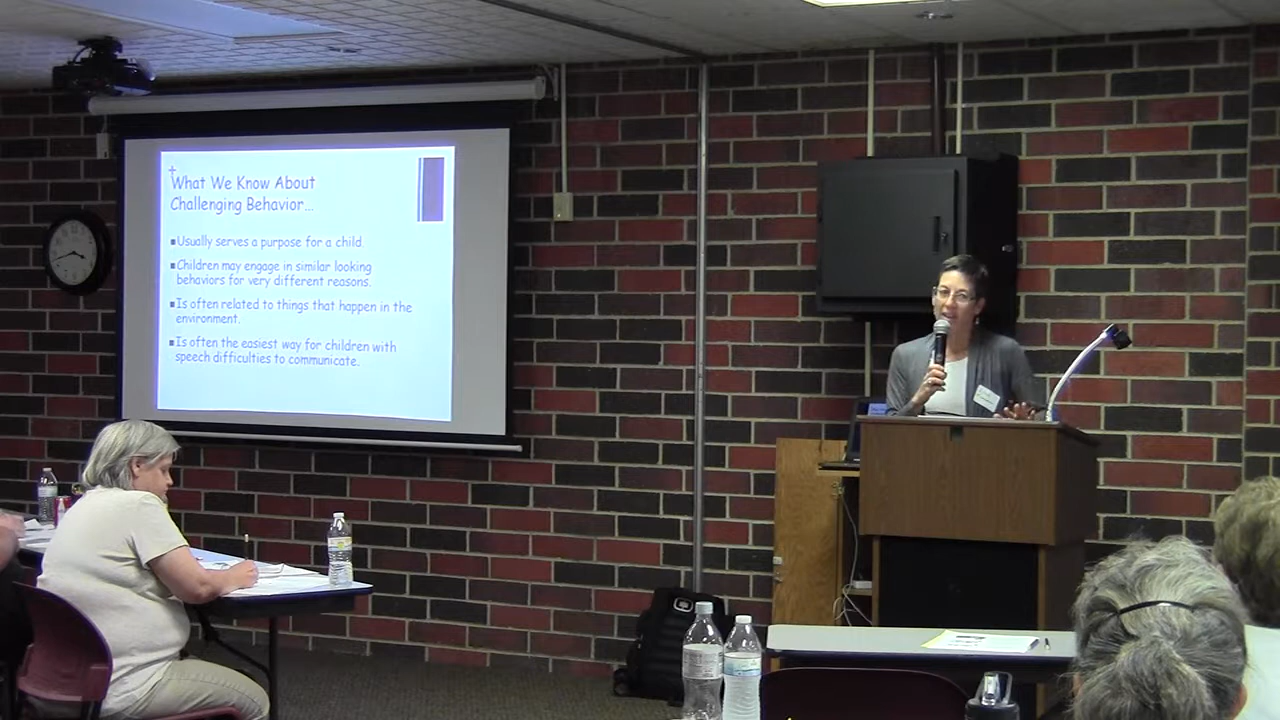 What We Know About
Challenging Behavior...
Usually serves a purpose for a child.
Children may engage in similar looking
behaviors for very different reasons.
Is often related to things that happen in the
environment.
Is often the easiest way for children with
speech difficulties to communicate.